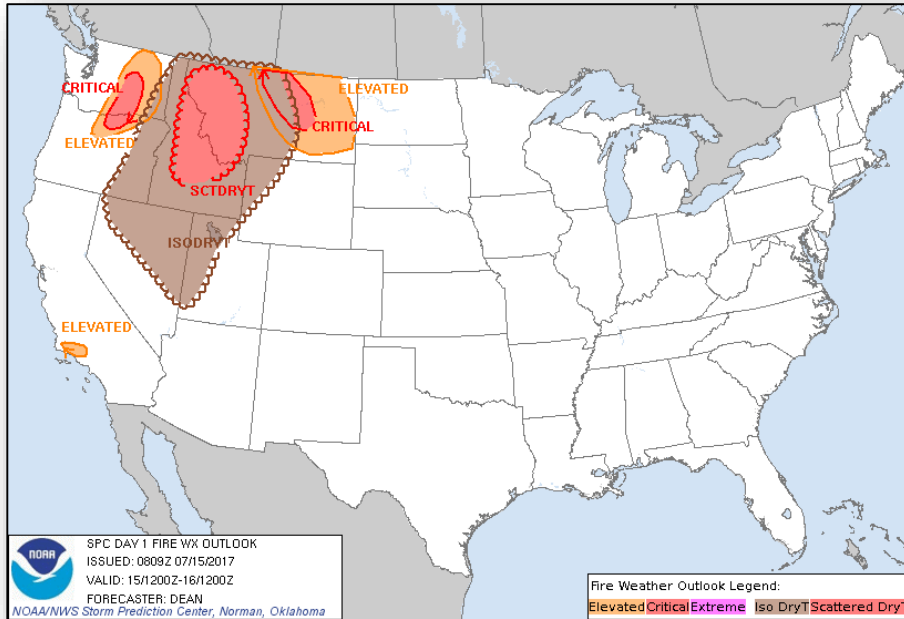 CRITICAL
ELEVATED
ELEVATED
CRITICAL
ELEVATED
SCTDRYT
ISODRYT
ELEVATED
NOAA
SPC DAY 1 FIRE WX OUTLOOK
ISSUED: 0809Z 07/15/2017
VALID: 15/1200Z-16/1200Z
FORECASTER: DEAN
NOAA/NWS Storm Prediction Center, Norman, Oklahoma
Fire Weather Outlook Legend:
Elevated Critical Extreme Iso DryT Scattered DryT